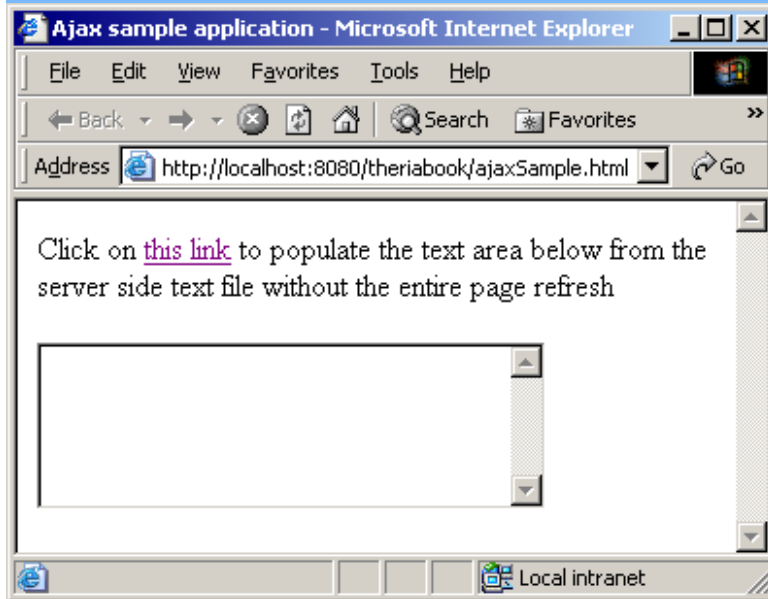 Ajax sample application - Microsoft Internet Explorer
File Edit View Favorites Tools Help
Back Search Favorites »
Address http://localhost:8080/theriabook/ajaxSample.html Go
Click on this link to populate the text area below from the
server side text file without the entire page refresh
Local intranet